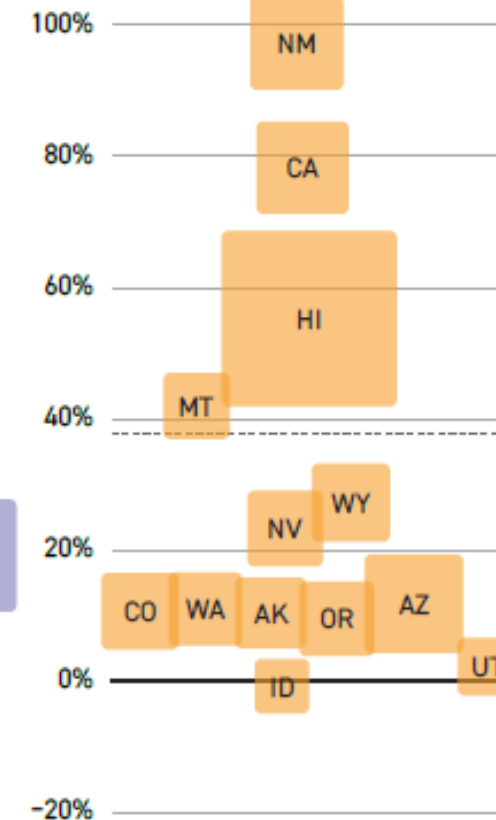 100%
NM
80%
CA
60%
HI
MT
40%
WY
NV
20%
CO WA AK OR AZ
UT
0%
ID
−20%